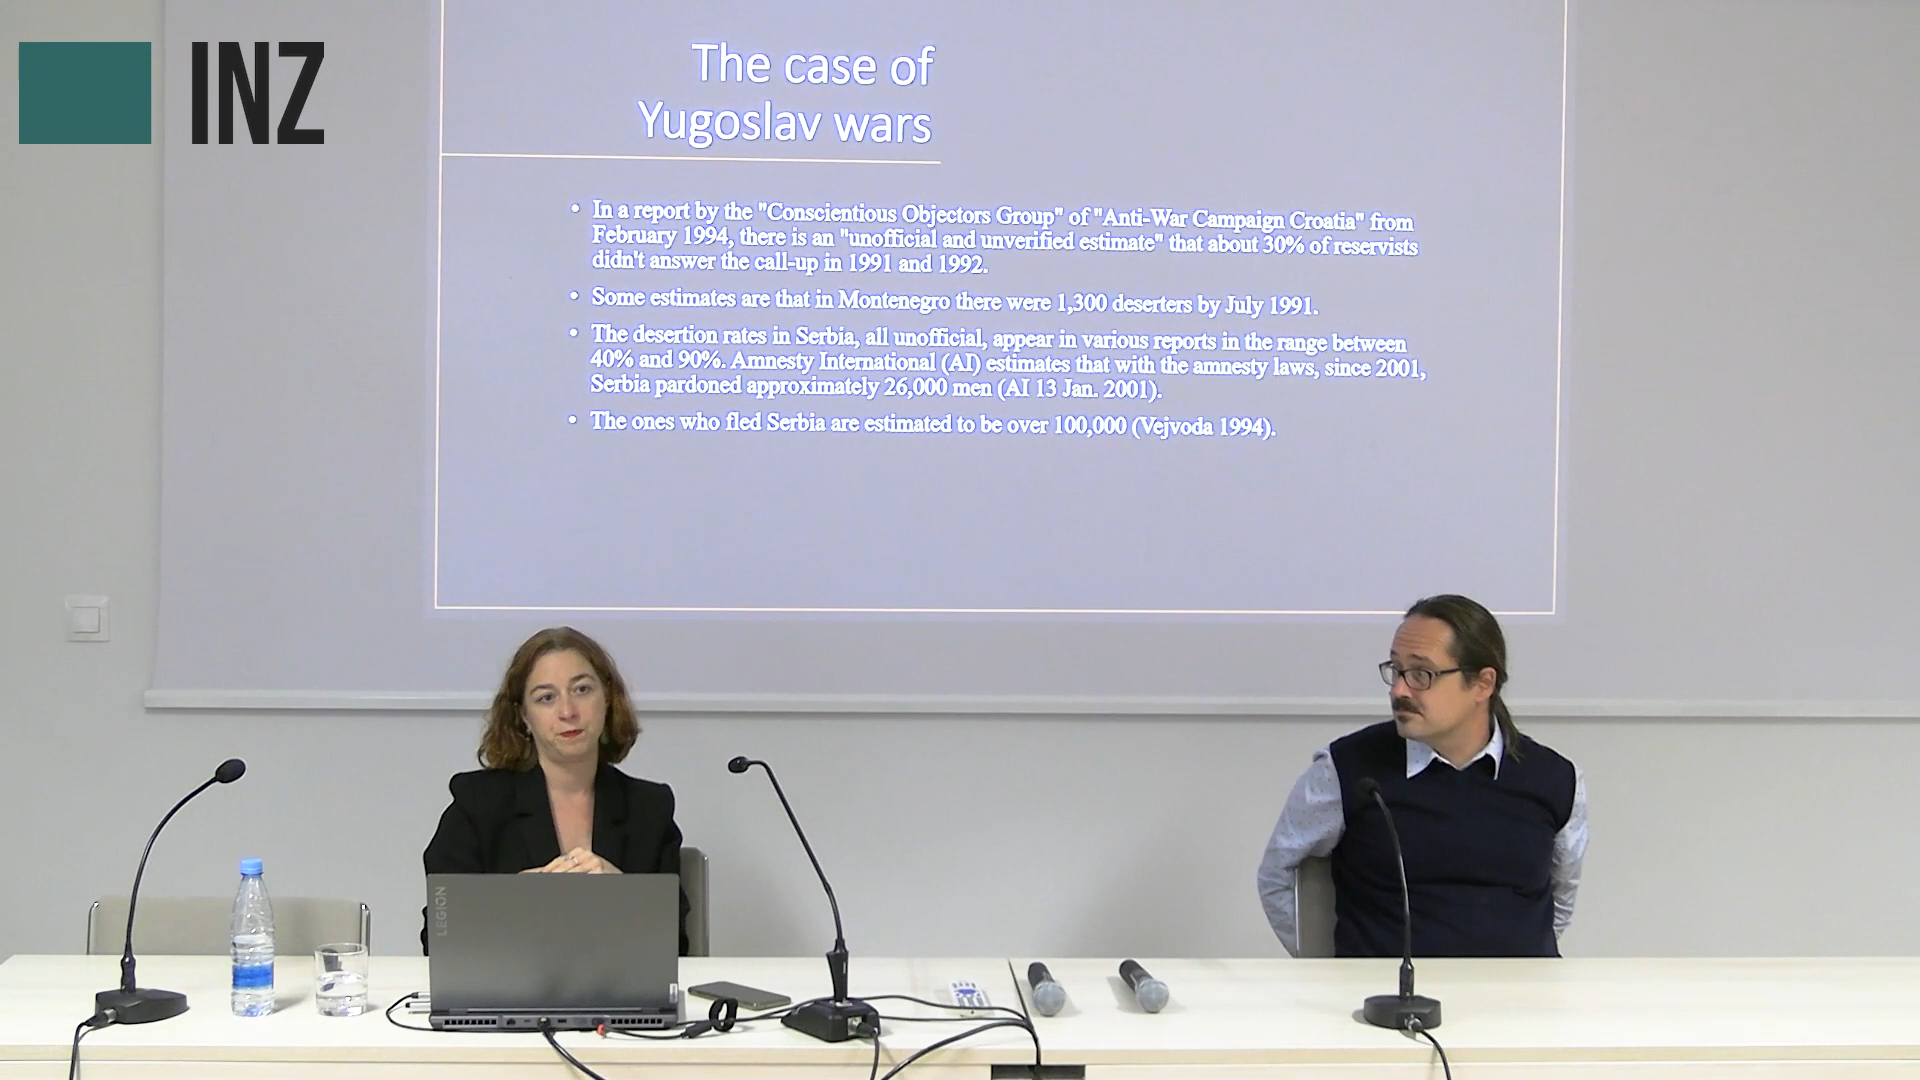 INZ
The case of
Yugoslav wars
• In a report by the "Conscientious Objectors Group" of "Anti-War Campaign Croatia" from
February 1994, there is an "unofficial and unverified estimate" that about 30% of reservists
didn't answer the call-up in 1991 and 1992.
• Some estimates are that in Montenegro there were 1,300 deserters by July 1991.
• The desertion rates in Serbia, all unofficial, appear in various reports in the range between
40% and 90%. Amnesty International (AI) estimates that with the amnesty laws, since 2001,
Serbia pardoned approximately 26,000 men (AI 13 Jan. 2001).
• The ones who fled Serbia are estimated to be over 100,000 (Vejvoda 1994).
LEGION